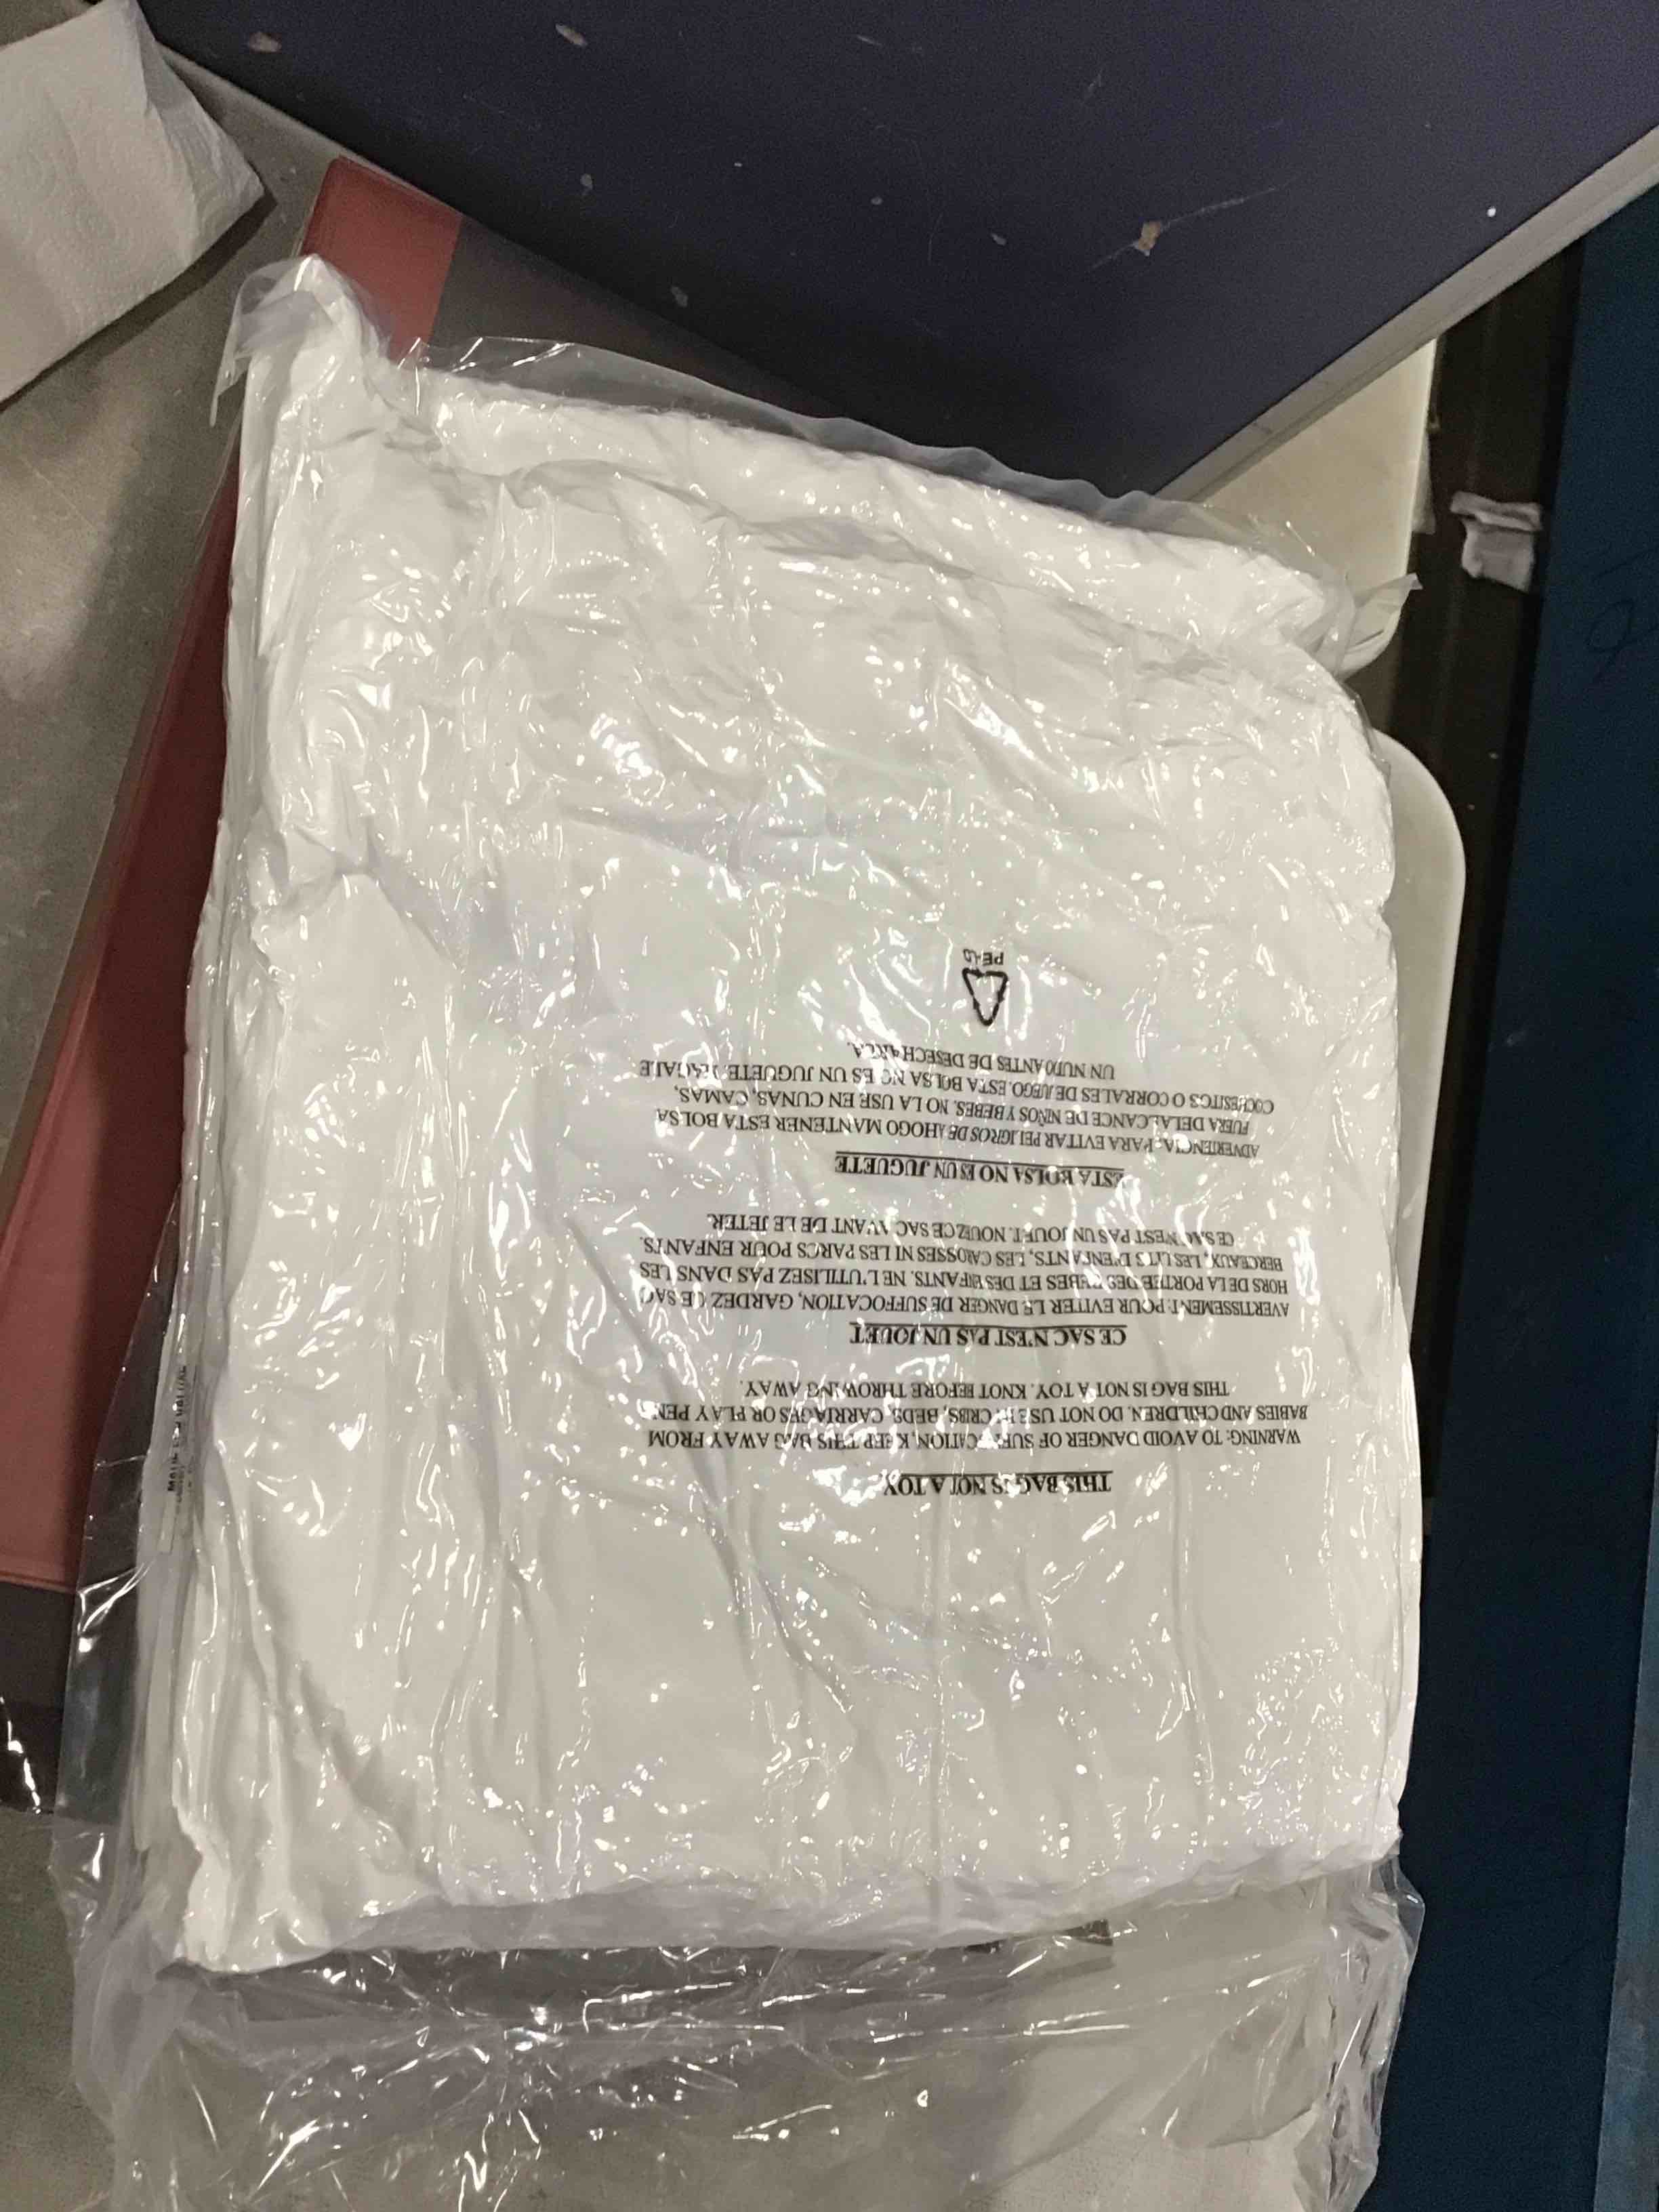 THIS BAG IS NOT A TOY
WARNING: TO AVOID DANGER OF SUFFOCATION, KEEP THIS BAG AWAY FROM
BABIES AND CHILDREN. DO NOT USE IN CRIBS, BEDS, CARRIAGES OR PLAY PENS
THIS BAG IS NOT A TOY. KNOT BEFORE THROWING AWAY.
CE SAC N'EST PAS UN JOUET
AVERTISSEMENT: POUR EVITER LE DANGER DE SUFFOCATION, GARDEZ CE SAC
HORS DE LA PORTEE DES BEBES ET DES ENFANTS. NE L'UTILISEZ PAS DANS LES
BERCEAUX, LES LITS D'ENFANTS, LES CAROSSES NI LES PARCS POUR ENFANTS.
CE SAC N'EST PAS UN JOUET. NOUEZ CE SAC AVANT DE LE JETER.
ESTA BOLSA NO ES UN JUGUETE
ADVERTENCIA: PARA EVITAR PELIGROS DE AHOGO MANTENER ESTA BOLSA
FUERA DEL ALCANCE DE NIÑOS Y BEBES. NO LA USE EN CUNAS, CAMAS,
COCHESITOS O CORRALES DE JUEGO. ESTA BOLSA NO ES UN JUGUETE. HAGALE
UN NUDO ANTES DE DESECHARLA.